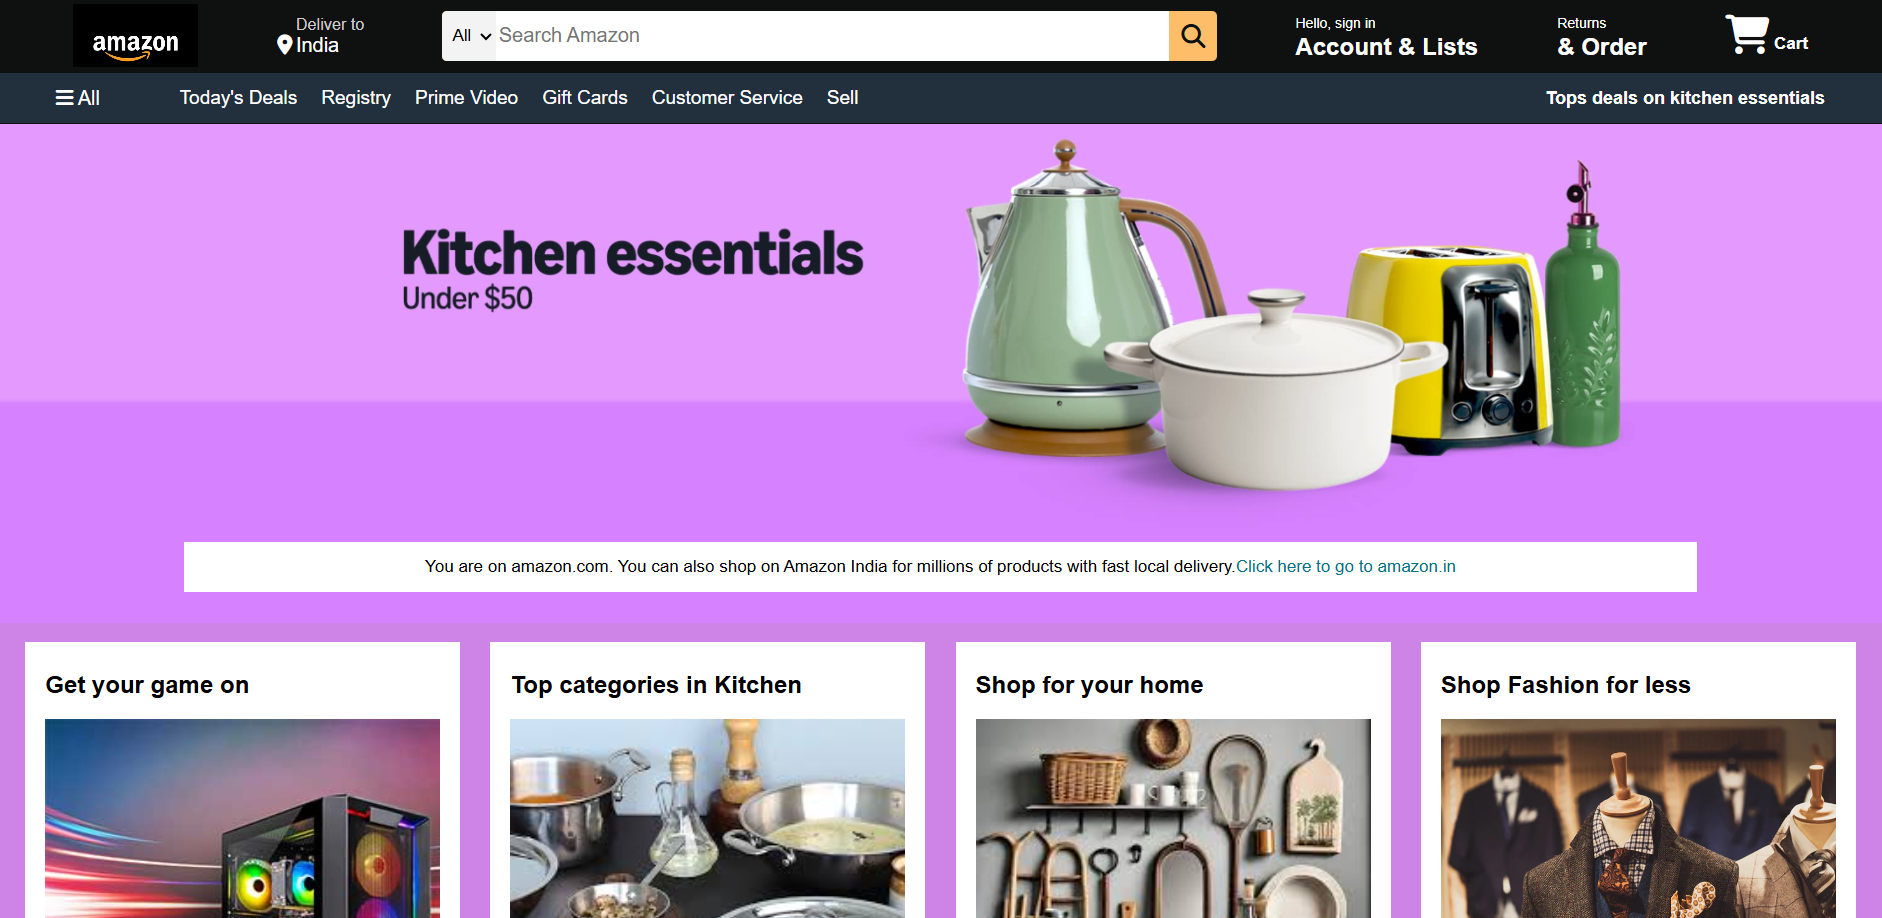 amazon
Deliver to
India
All
Search Amazon
Hello, sign in
Account & Lists
Returns
& Order
Cart
All
Today's Deals
Registry
Prime Video
Gift Cards
Customer Service
Sell
Tops deals on kitchen essentials
Kitchen essentials
Under $50
You are on amazon.com. You can also shop on Amazon India for millions of products with fast local delivery.Click here to go to amazon.in
Get your game on
Top categories in Kitchen
Shop for your home
Shop Fashion for less